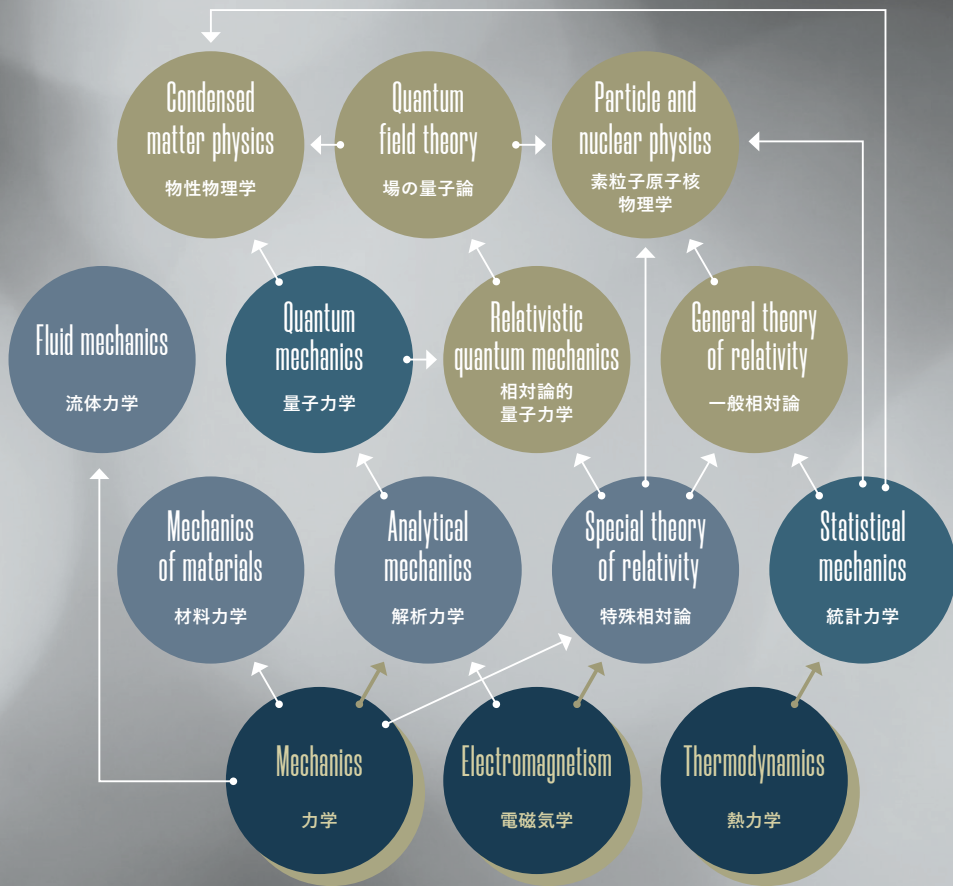 Condensed
matter physics
物性物理学
Quantum
field theory
場の量子論
Particle and
nuclear physics
素粒子原子核
物理学
Fluid mechanics
流体力学
Quantum
mechanics
量子力学
Relativistic
quantum mechanics
相対論的
量子力学
General theory
of relativity
一般相対論
Mechanics
of materials
材料力学
Analytical
mechanics
解析力学
Special theory
of relativity
特殊相対論
Statistical
mechanics
統計力学
Mechanics
力学
Electromagnetism
電磁気学
Thermodynamics
熱力学